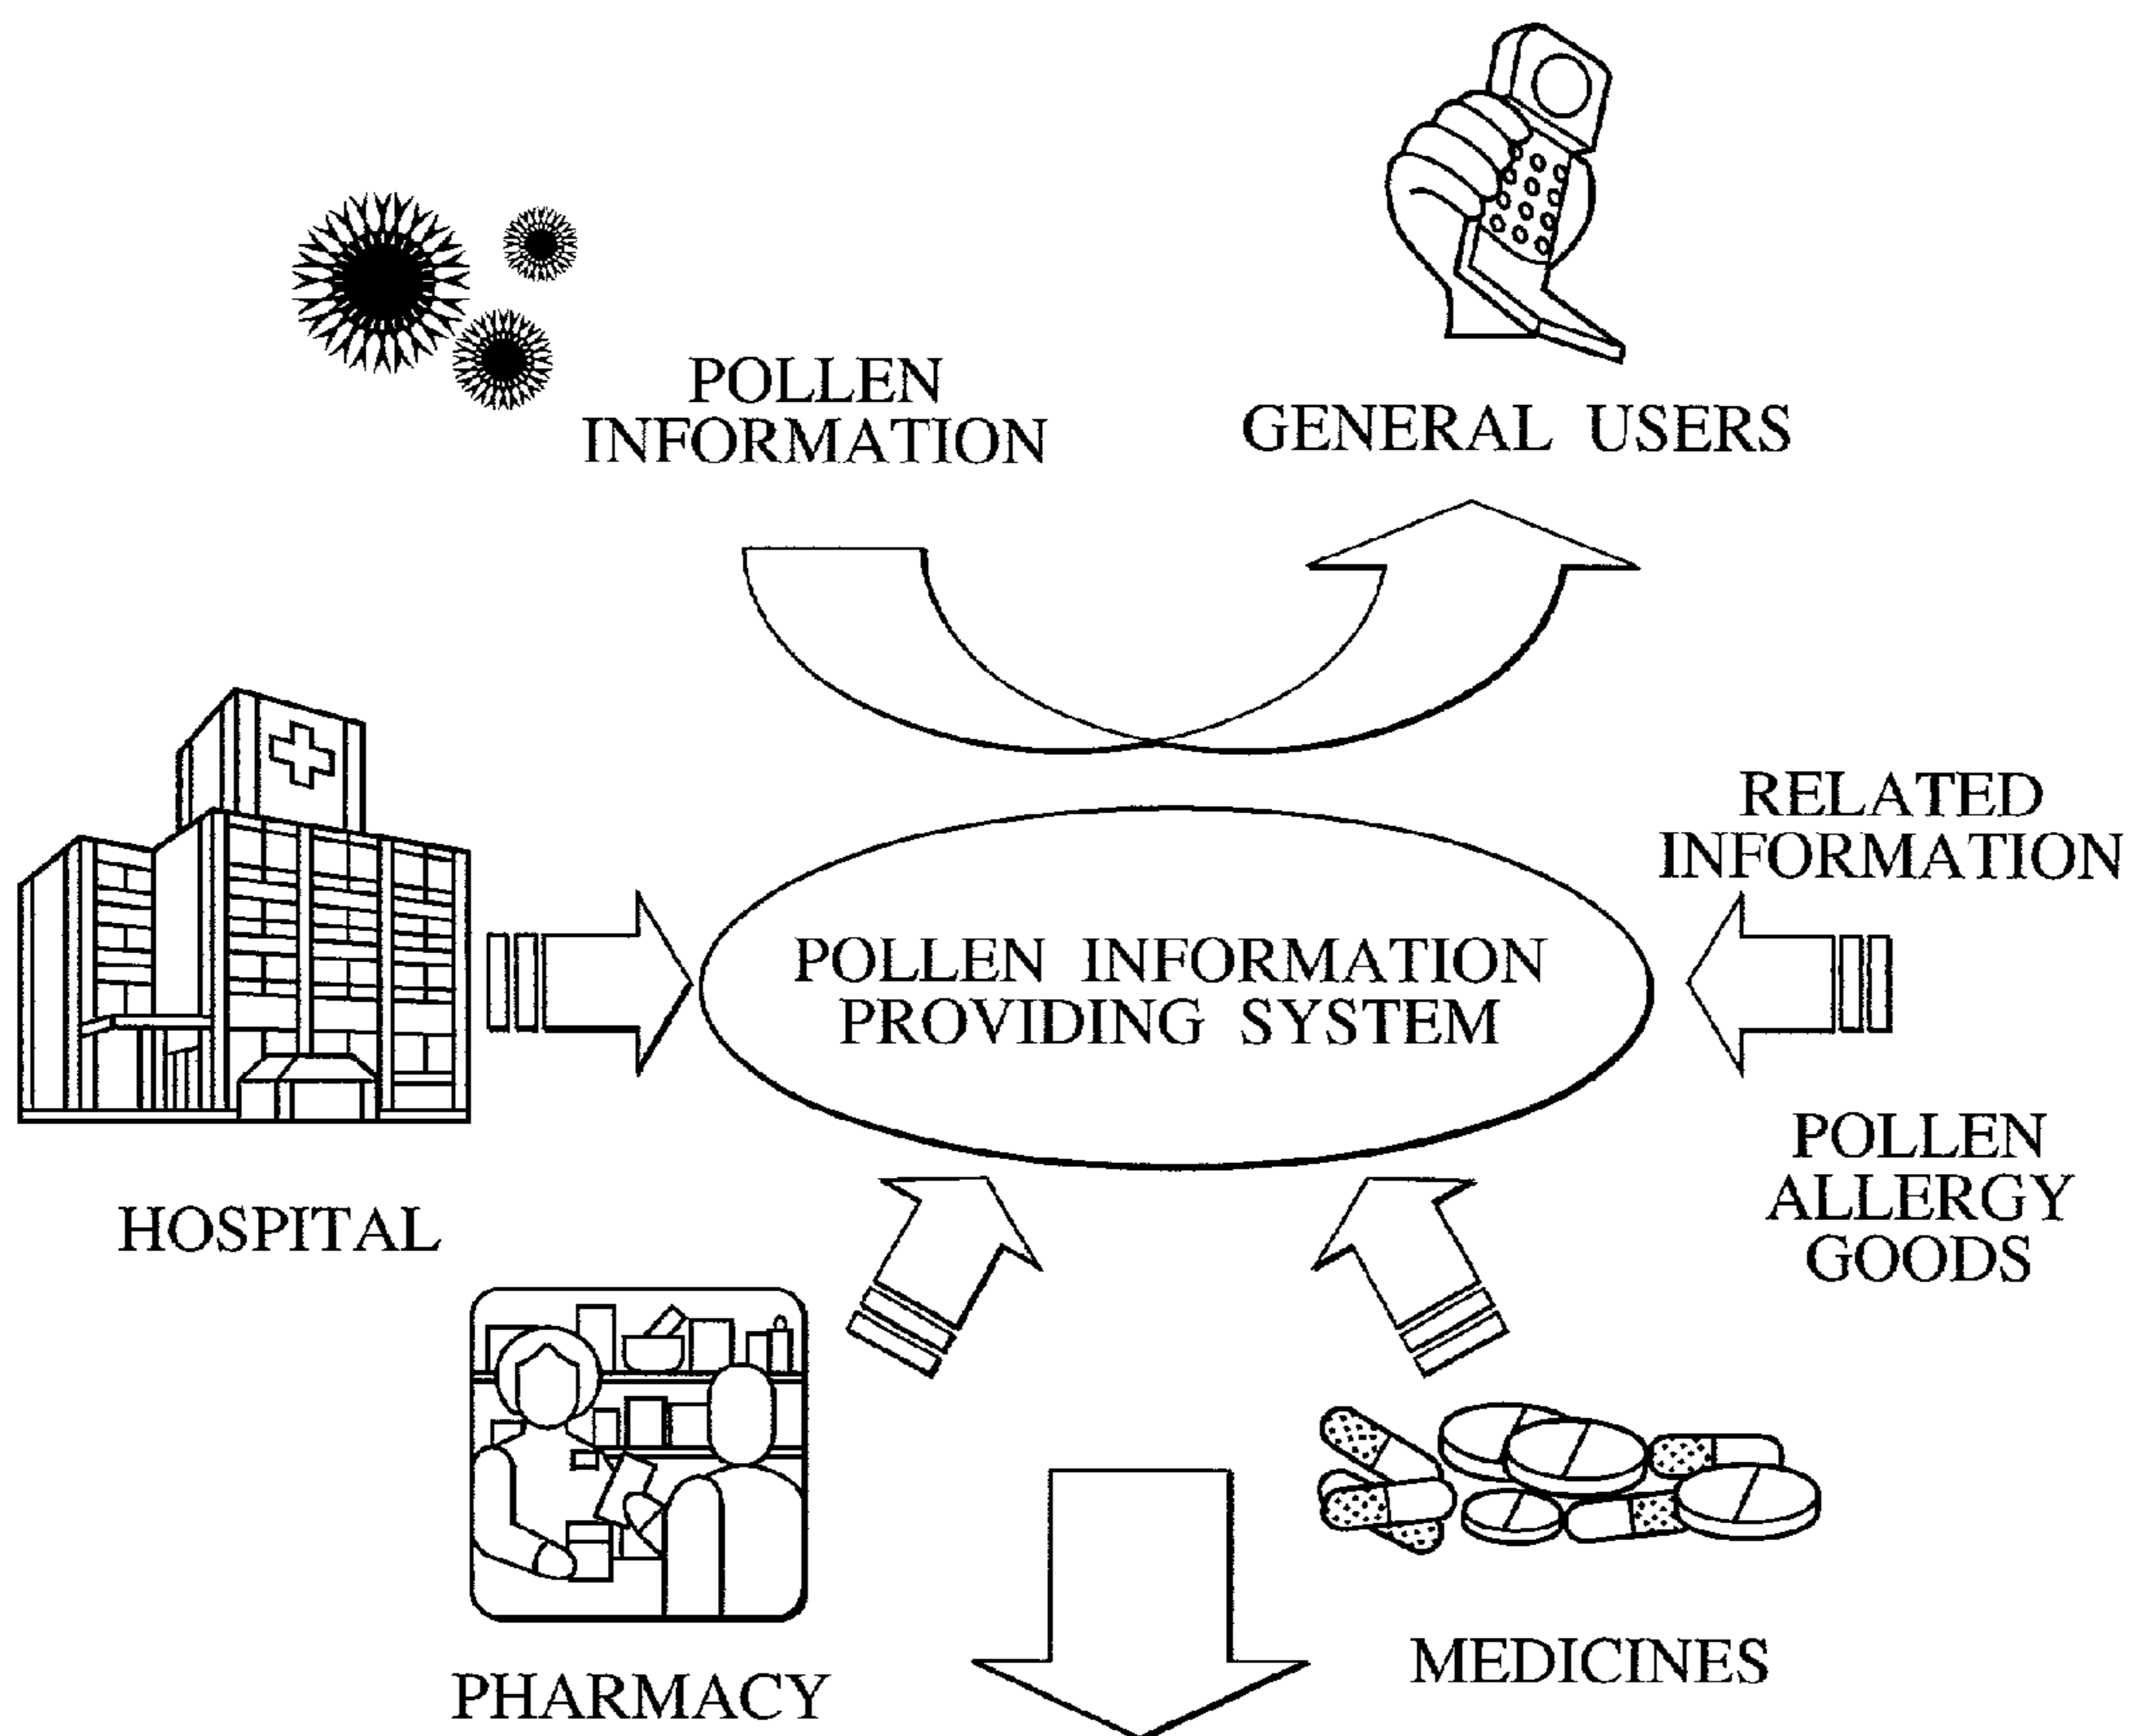 POLLEN
INFORMATION
GENERAL USERS
RELATED
INFORMATION
POLLEN INFORMATION
PROVIDING SYSTEM
POLLEN
ALLERGY
GOODS
HOSPITAL
PHARMACY
MEDICINES